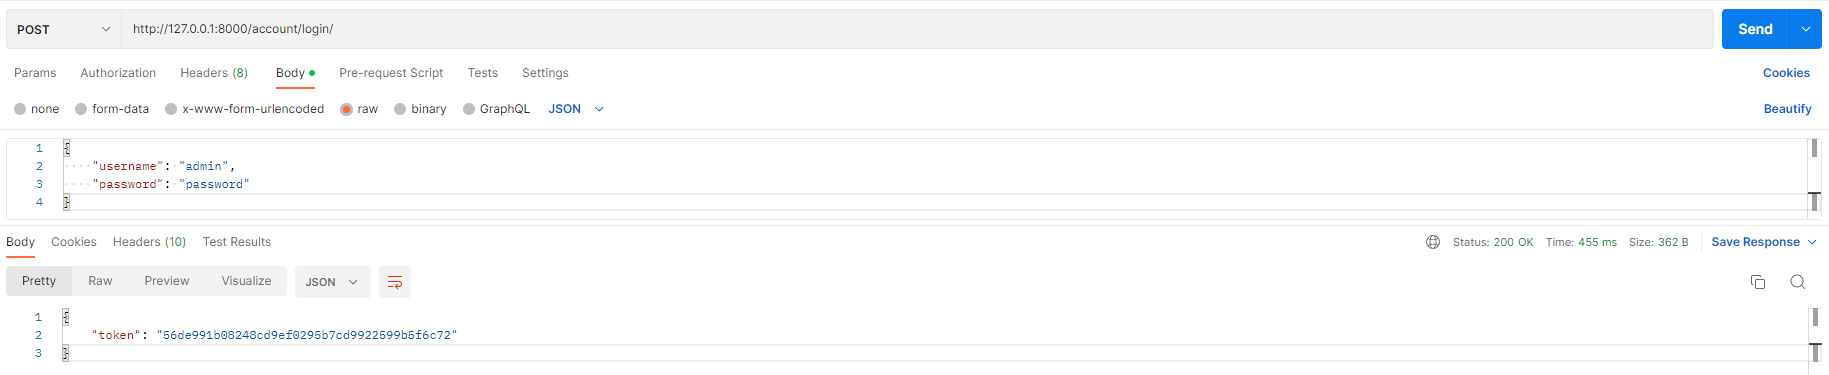 POST http://127.0.0.1:8000/account/login/ Send
Params Authorization Headers (8) Body Pre-request Script Tests Settings Cookies
none form-data x-www-form-urlencoded raw binary GraphQL JSON Beautify
1 {
2 "username": "admin",
3 "password": "password"
4 }
Body Cookies Headers (10) Test Results Status: 200 OK Time: 455 ms Size: 362 B Save Response
Pretty Raw Preview Visualize JSON
1 {
2 "token": "56de991b08248cd9ef0295b7cd9922599b5f6c72"
3 }